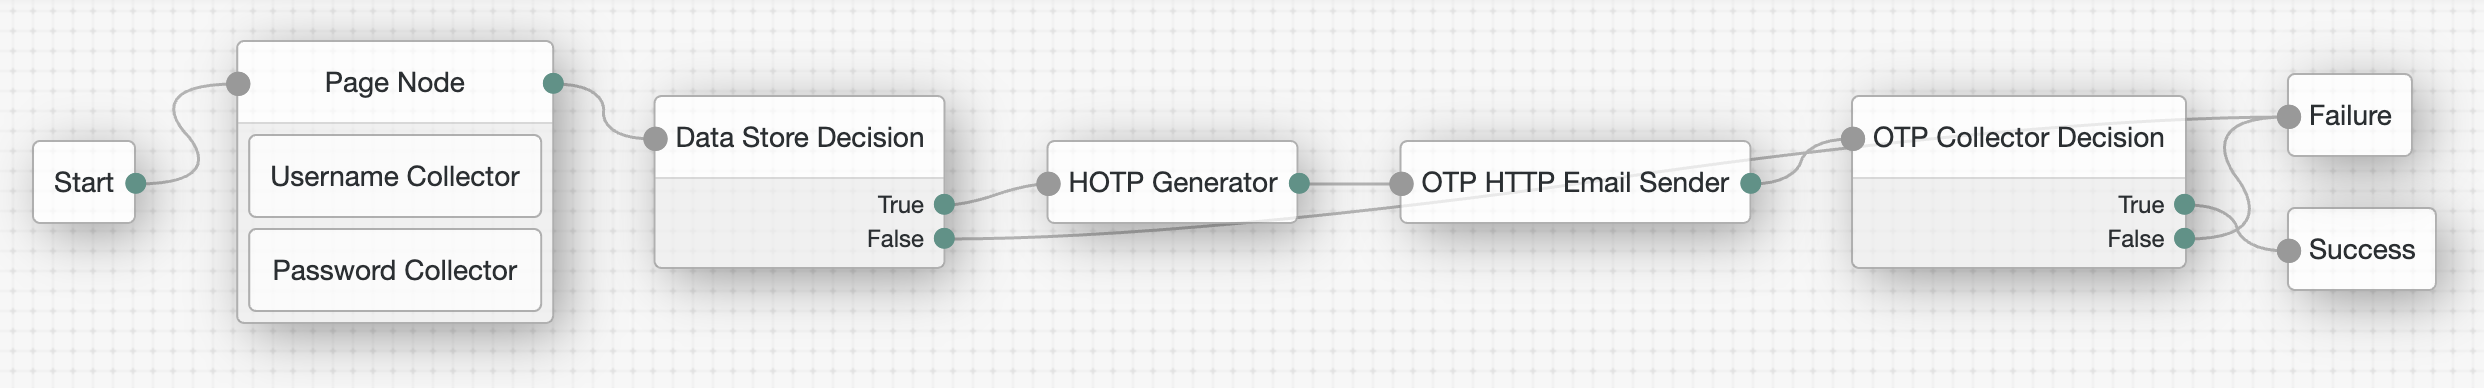 Start
Page Node
Username Collector
Password Collector
Data Store Decision
True
False
HOTP Generator
OTP HTTP Email Sender
OTP Collector Decision
True
False
Failure
Success